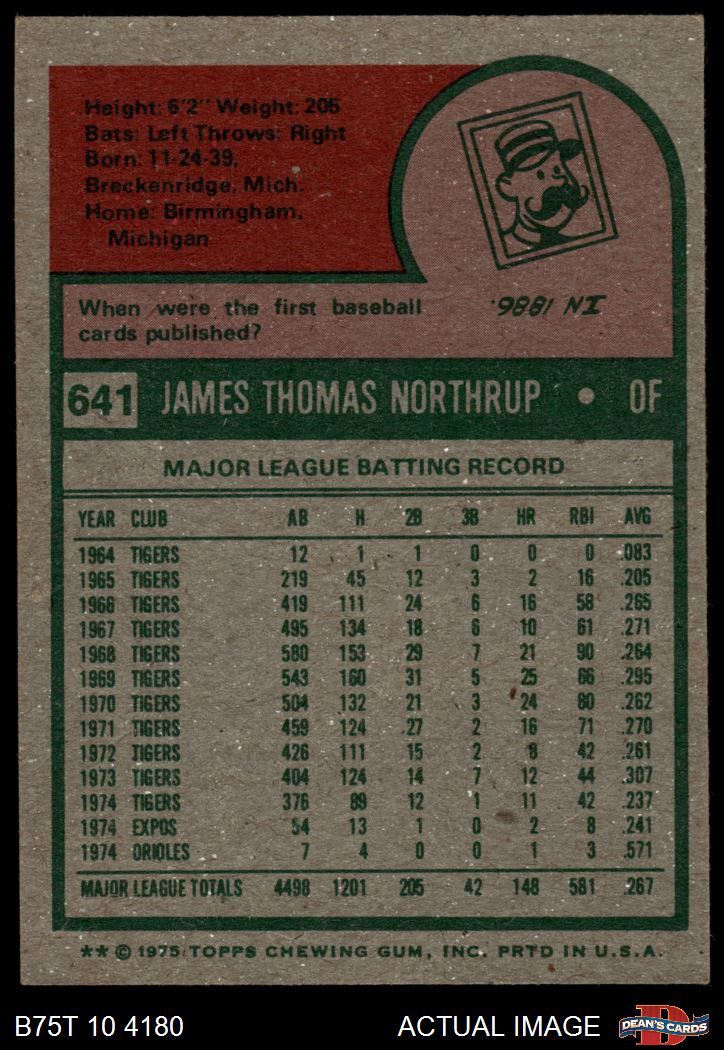 Height: 6'2" Weight: 205
Bats: Left Throws: Right
Born: 11-24-39,
Breckenridge, Mich.
Home: Birmingham,
Michigan
When were the first baseball
cards published?
IN 1886.
641 JAMES THOMAS NORTHRUP • OF
MAJOR LEAGUE BATTING RECORD
YEAR CLUB AB H 2B 3B HR RBI AVG
1964 TIGERS 12 1 1 0 0 0 .083
1965 TIGERS 219 45 12 3 2 16 .205
1966 TIGERS 419 111 24 6 16 58 .265
1967 TIGERS 495 134 18 6 10 61 .271
1968 TIGERS 580 153 29 7 21 90 .264
1969 TIGERS 543 160 31 5 25 66 .295
1970 TIGERS 504 132 21 3 24 80 .262
1971 TIGERS 459 124 27 2 16 71 .270
1972 TIGERS 426 111 15 2 8 42 .261
1973 TIGERS 404 124 14 7 12 44 .307
1974 TIGERS 376 89 12 1 11 42 .237
1974 EXPOS 54 13 1 0 2 8 .241
1974 ORIOLES 7 4 0 0 1 3 .571
MAJOR LEAGUE TOTALS 4498 1201 205 42 148 581 .267
** © 1975 TOPPS CHEWING GUM, INC. PRTD IN U.S.A.
B75T 10 4180 ACTUAL IMAGE DEAN'S CARDS